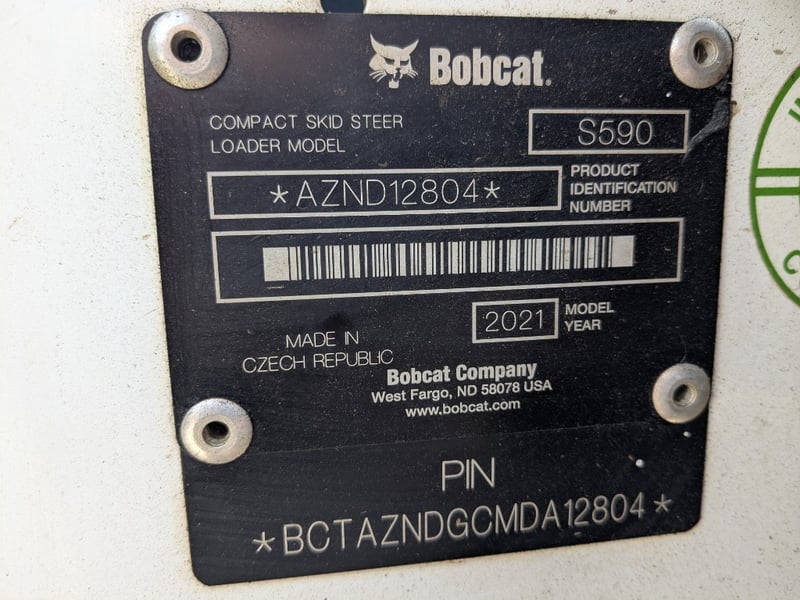 Bobcat.
COMPACT SKID STEER
LOADER MODEL
S590
*AZND12804*
PRODUCT
IDENTIFICATION
NUMBER
2021
MODEL
YEAR
MADE IN
CZECH REPUBLIC
Bobcat Company
West Fargo, ND 58078 USA
www.bobcat.com
PIN
*BCTAZNDGCMDA12804*